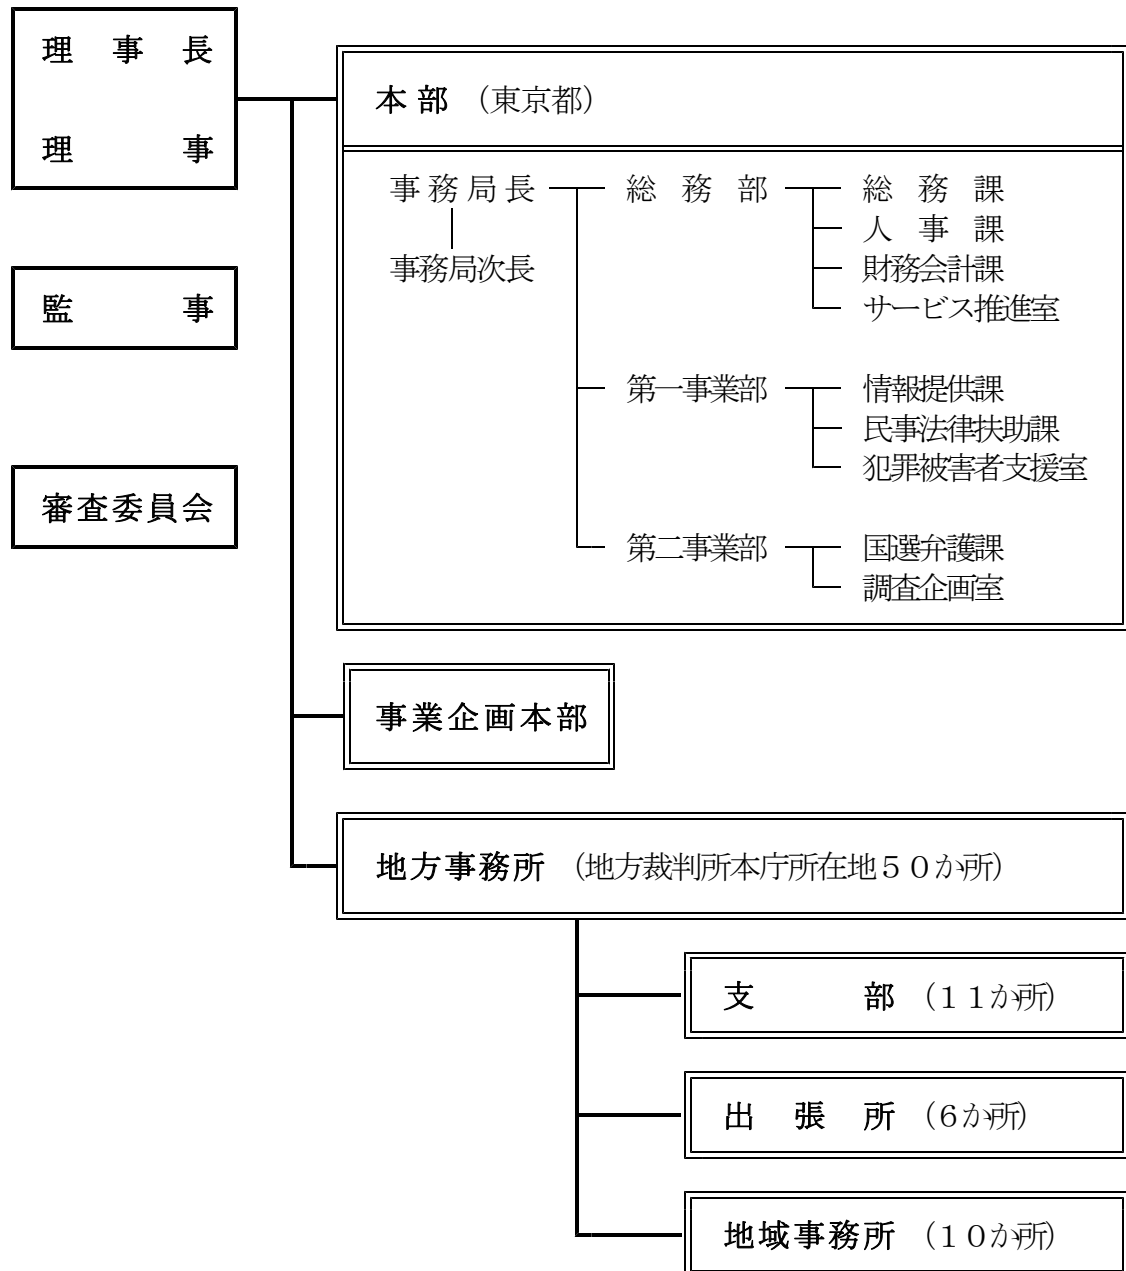 理事長
理事
監事
審査委員会
本部 (東京都)
事務局長 総務部 総務課
人事課
事務局次長 財務会計課
サービス推進室
第一事業部 情報提供課
民事法律扶助課
犯罪被害者支援室
第二事業部 国選弁護課
調査企画室
事業企画本部
地方事務所 (地方裁判所本庁所在地50か所)
支部 (11か所)
出張所 (6か所)
地域事務所 (10か所)